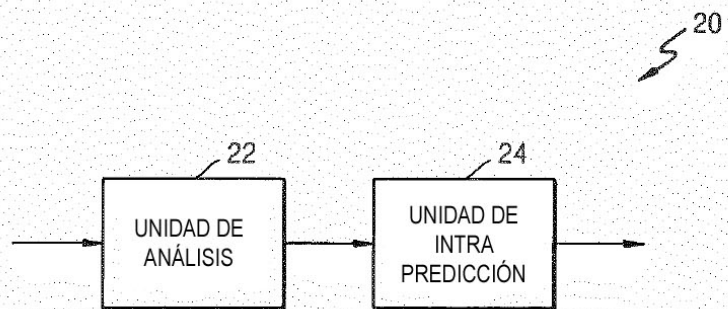 20
22
24
UNIDAD DE
ANÁLISIS
UNIDAD DE
INTRA
PREDICCIÓN